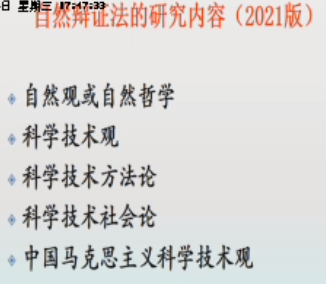 日 星期三 17:17:33
自然辩证法的研究内容（2021版）
自然观或自然哲学
科学技术观
科学技术方法论
科学技术社会论
中国马克思主义科学技术观